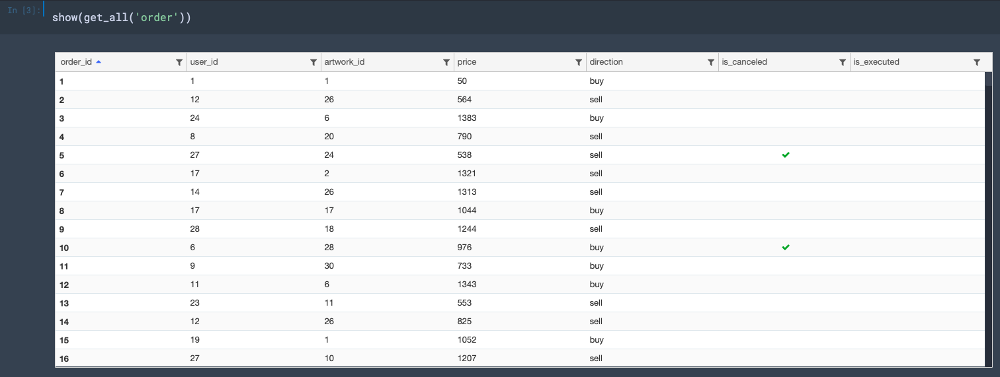 In [3]:
show(get_all('order'))
order_id user_id artwork_id price direction is_canceled is_executed
1 1 1 50 buy
2 12 26 564 sell
3 24 6 1383 buy
4 8 20 790 sell
5 27 24 538 sell ✔
6 17 2 1321 sell
7 14 26 1313 sell
8 17 17 1044 buy
9 28 18 1244 sell
10 6 28 976 buy ✔
11 9 30 733 buy
12 11 6 1343 buy
13 23 11 553 sell
14 12 26 825 sell
15 19 1 1052 buy
16 27 10 1207 sell